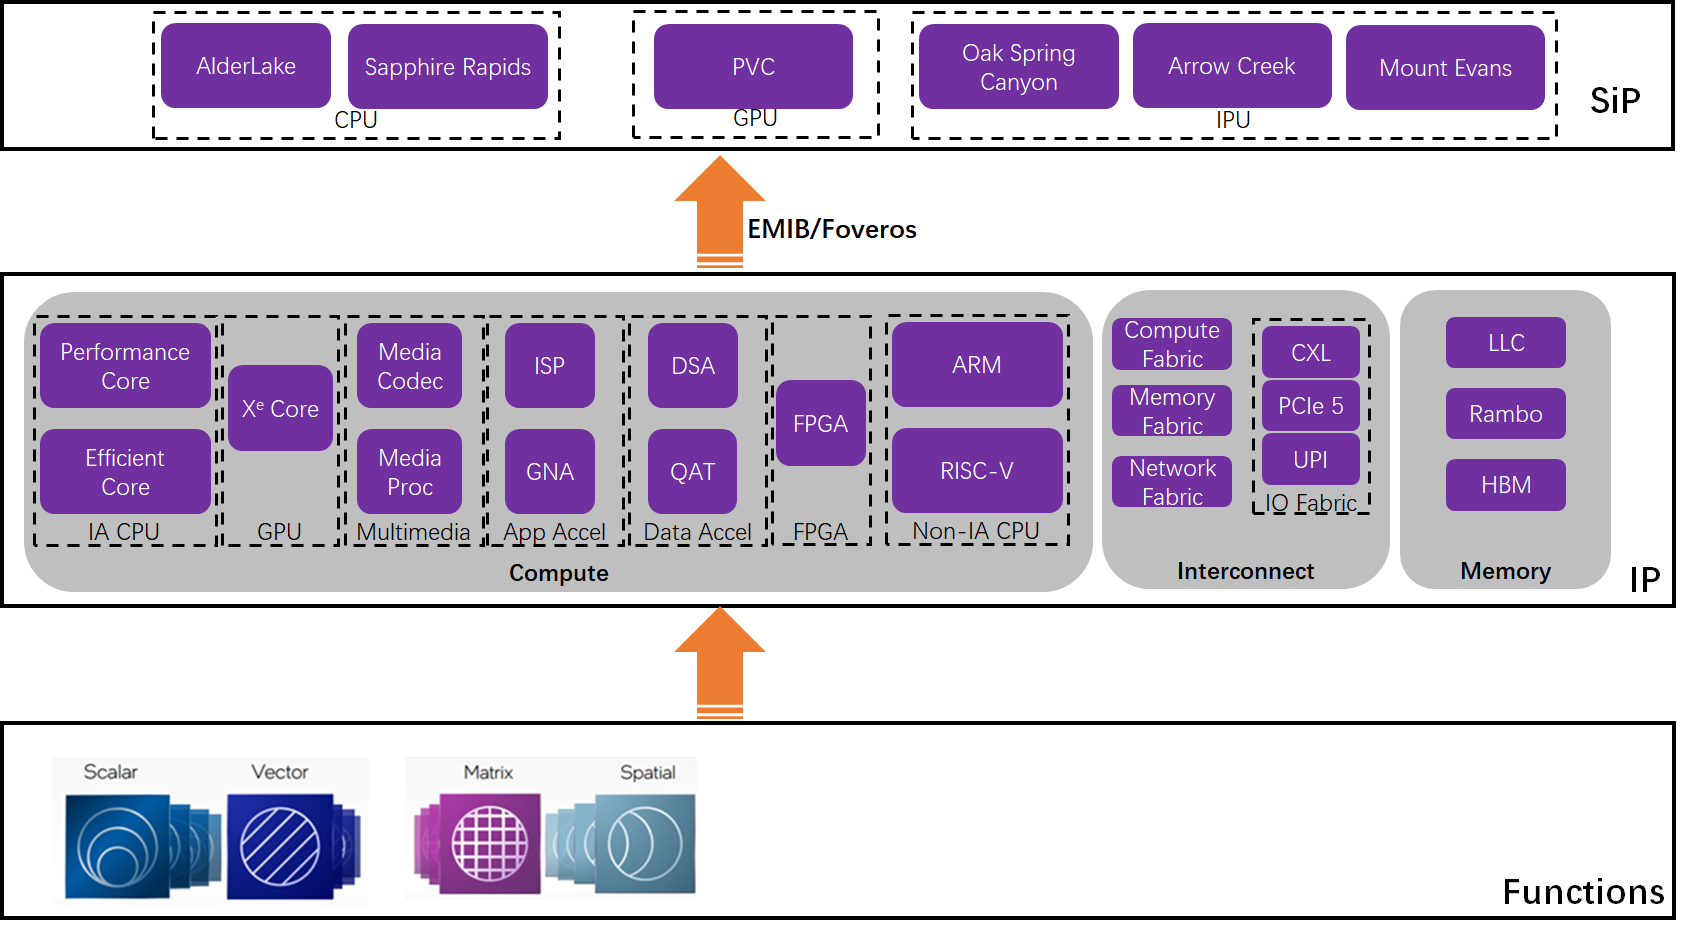 AlderLake
Sapphire Rapids
CPU
PVC
GPU
Oak Spring
Canyon
Arrow Creek
Mount Evans
IPU
SiP
EMIB/Foveros
Performance
Core
Efficient
Core
IA CPU
Xᵉ Core
GPU
Media
Codec
Media
Proc
Multimedia
ISP
GNA
App Accel
DSA
QAT
Data Accel
FPGA
FPGA
ARM
RISC-V
Non-IA CPU
Compute
Compute
Fabric
Memory
Fabric
Network
Fabric
CXL
PCIe 5
UPI
IO Fabric
Interconnect
LLC
Rambo
HBM
Memory
IP
Scalar
Vector
Matrix
Spatial
Functions